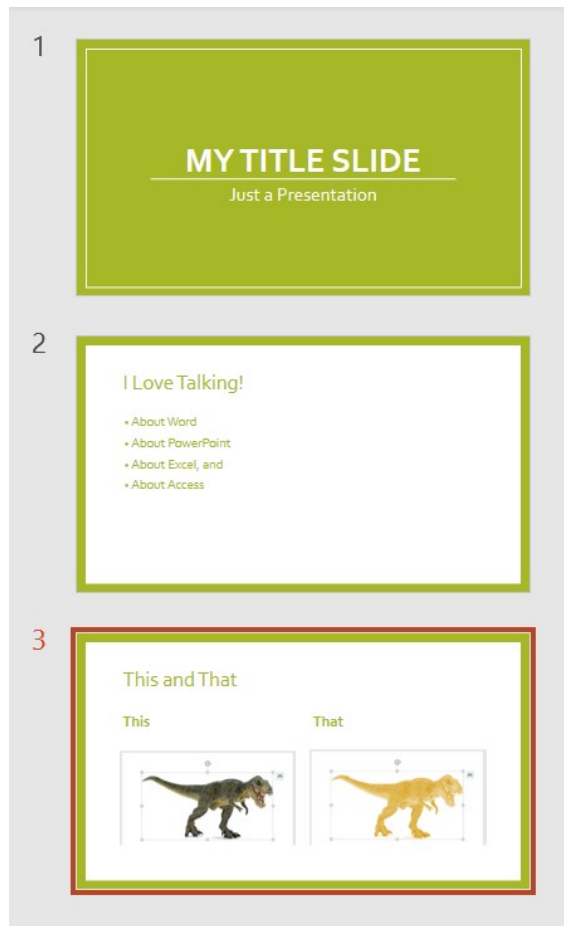 1
MY TITLE SLIDE
Just a Presentation
2
I Love Talking!
• About Word
• About PowerPoint
• About Excel, and
• About Access
3
This and That
This That